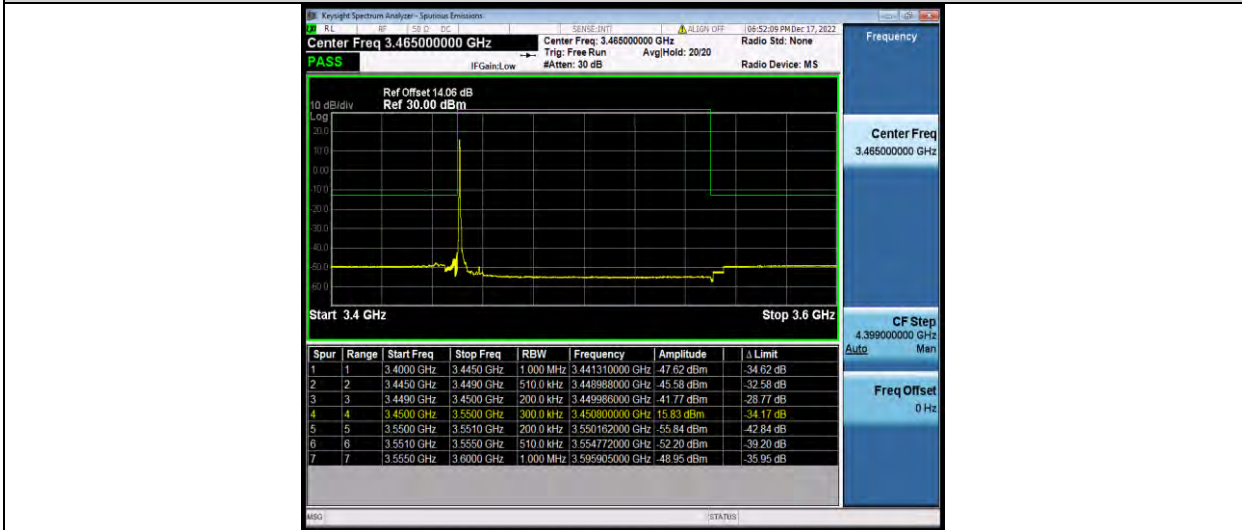 Keysight Spectrum Analyzer - Spurious Emissions
RL RF 50 Ω DC SENSE:INT ALIGN OFF 06:52:09 PM Dec 17, 2022
Center Freq 3.465000000 GHz Center Freq: 3.465000000 GHz Radio Std: None
Trig: Free Run Avg|Hold: 20/20
PASS IFGain:Low #Atten: 30 dB Radio Device: MS
Ref Offset 14.06 dB
10 dB/div Ref 30.00 dBm
Log
20.0
10.0
0.00
-10.0
-20.0
-30.0
-40.0
-50.0
-60.0
Start 3.4 GHz Stop 3.6 GHz
Spur Range Start Freq Stop Freq RBW Frequency Amplitude Δ Limit
1 1 3.4000 GHz 3.4450 GHz 1.000 MHz 3.441310000 GHz -47.62 dBm -34.62 dB
2 2 3.4450 GHz 3.4490 GHz 510.0 kHz 3.448988000 GHz -45.58 dBm -32.58 dB
3 3 3.4490 GHz 3.4500 GHz 200.0 kHz 3.449986000 GHz -41.77 dBm -28.77 dB
4 4 3.4500 GHz 3.5500 GHz 300.0 kHz 3.450800000 GHz 15.83 dBm -34.17 dB
5 5 3.5500 GHz 3.5510 GHz 200.0 kHz 3.550162000 GHz -55.84 dBm -42.84 dB
6 6 3.5510 GHz 3.5550 GHz 510.0 kHz 3.554772000 GHz -52.20 dBm -39.20 dB
7 7 3.5550 GHz 3.6000 GHz 1.000 MHz 3.595905000 GHz -48.95 dBm -35.95 dB
MSG STATUS
Frequency
Center Freq
3.465000000 GHz
CF Step
4.399000000 GHz
Auto Man
Freq Offset
0 Hz